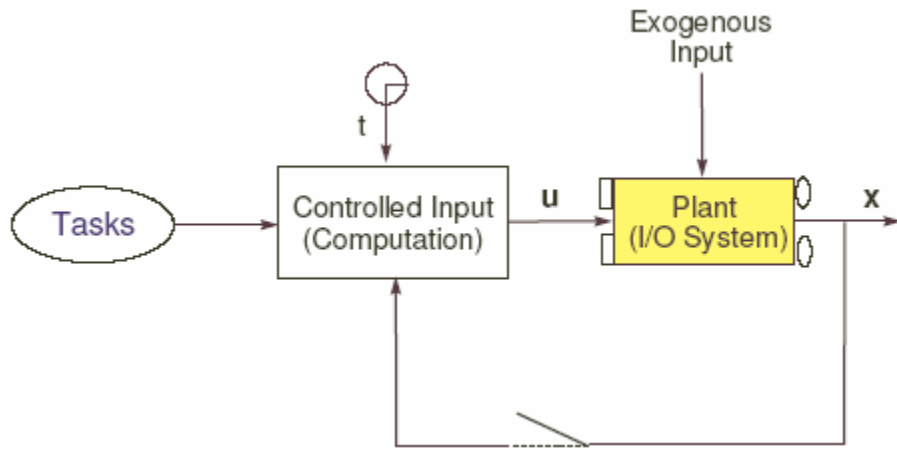 Exogenous
Input
t
Tasks
Controlled Input
(Computation)
u
Plant
(I/O System)
x